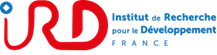 IRD
Institut de Recherche
pour le Développement
FRANCE